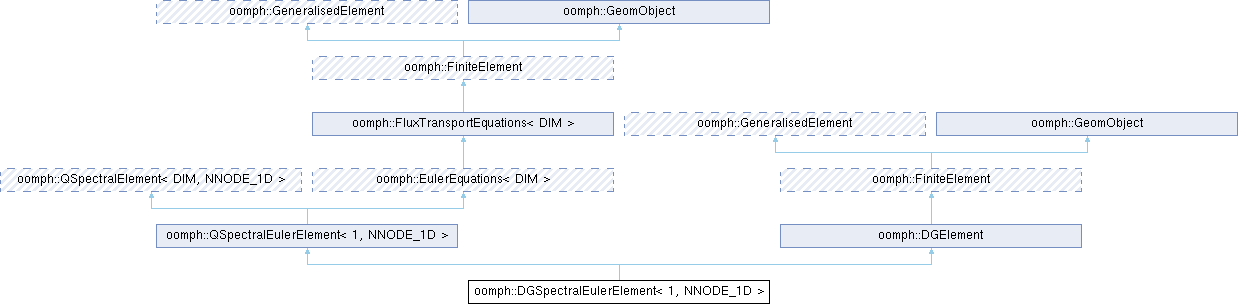 oomph::GeneralisedElement
oomph::GeomObject
oomph::FiniteElement
oomph::FluxTransportEquations< DIM >
oomph::GeneralisedElement
oomph::GeomObject
oomph::QSpectralElement< DIM, NNODE_1D >
oomph::EulerEquations< DIM >
oomph::FiniteElement
oomph::QSpectralEulerElement< 1, NNODE_1D >
oomph::DGElement
oomph::DGSpectralEulerElement< 1, NNODE_1D >